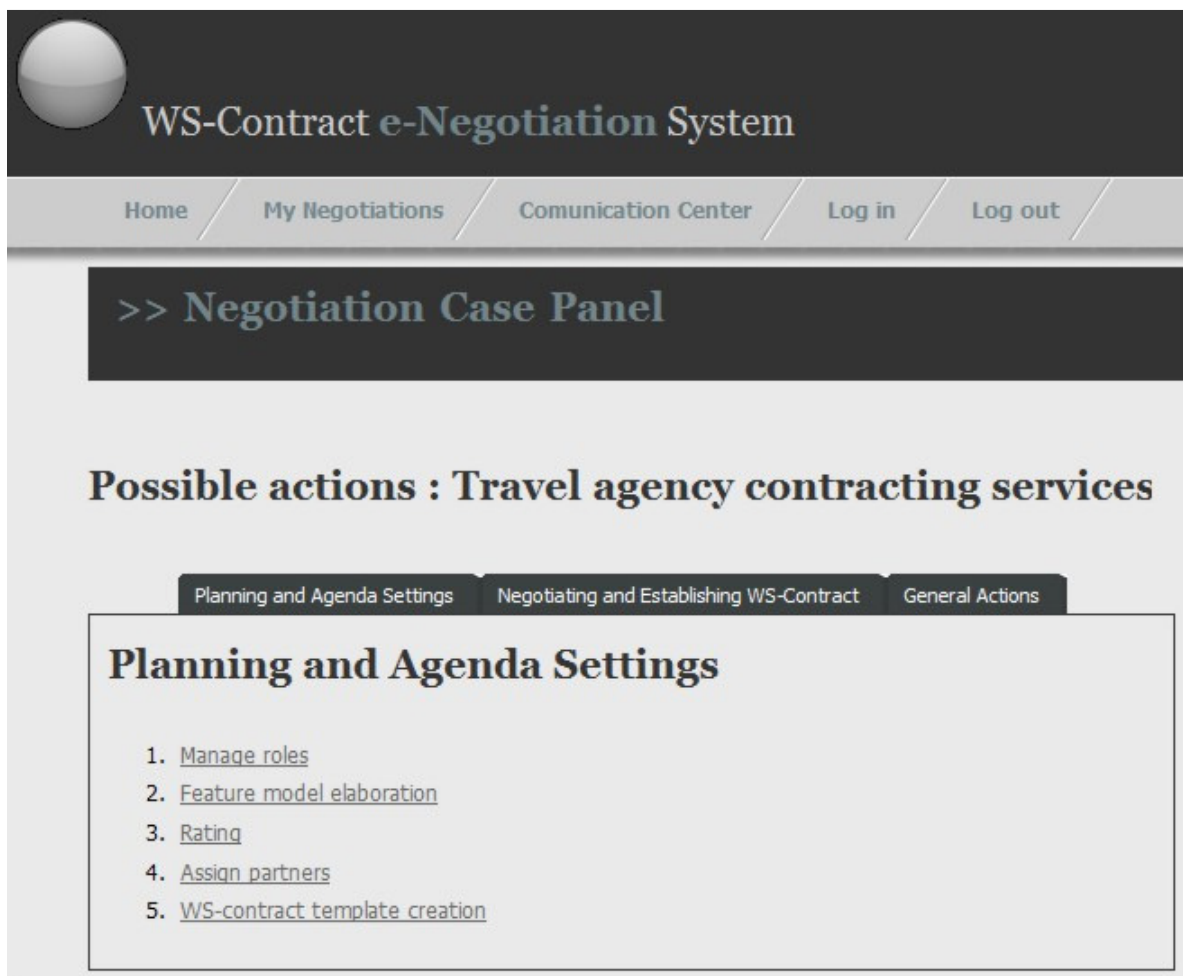 WS-Contract e-Negotiation System
Home My Negotiations Comunication Center Log in Log out
>> Negotiation Case Panel
Possible actions : Travel agency contracting services
Planning and Agenda Settings Negotiating and Establishing WS-Contract General Actions
Planning and Agenda Settings
1. Manage roles
2. Feature model elaboration
3. Rating
4. Assign partners
5. WS-contract template creation